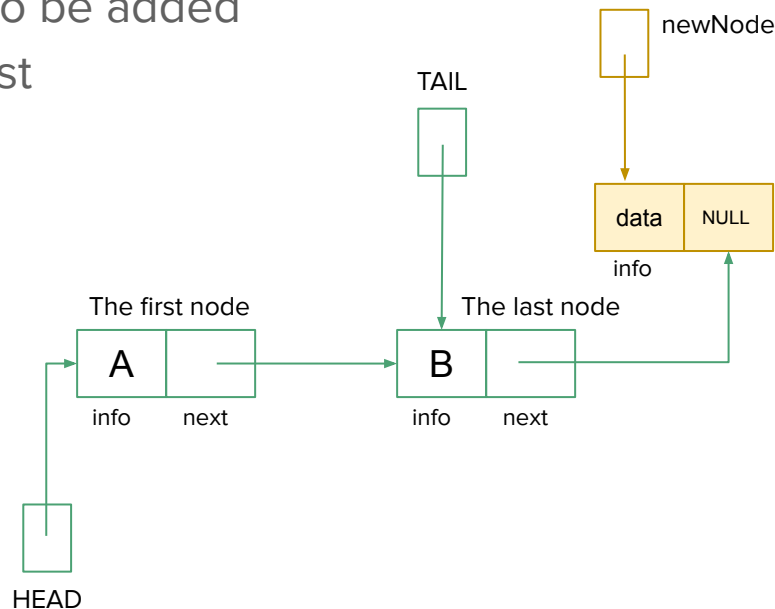 o be added
st
newNode
TAIL
data NULL
info
The first node The last node
A B
info next info next
HEAD